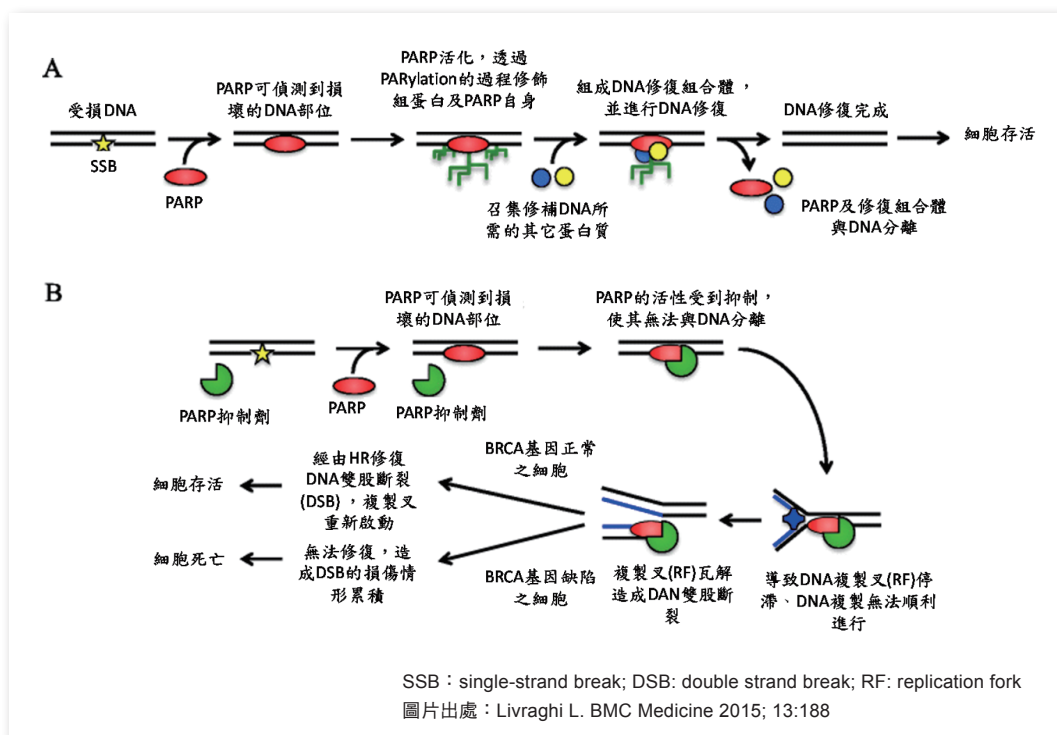 A
受損DNA
SSB
PARP
PARP可偵測到損
壞的DNA部位
PARP活化，透過
PARylation的過程修飾
組蛋白及PARP自身
召集修補DNA所
需的其它蛋白質
組成DNA修復組合體，
並進行DNA修復
PARP及修復組合體
與DNA分離
DNA修復完成
細胞存活
B
PARP抑制劑
PARP
PARP可偵測到損
壞的DNA部位
PARP抑制劑
PARP的活性受到抑制，
使其無法與DNA分離
導致DNA複製叉(RF)停
滯、DNA複製無法順利
進行
複製叉(RF)瓦解
造成DAN雙股斷
裂
BRCA基因正常
之細胞
經由HR修復
DNA雙股斷裂
(DSB)，複製叉
重新啟動
細胞存活
BRCA基因缺陷
之細胞
無法修復，造
成DSB的損傷情
形累積
細胞死亡
SSB：single-strand break; DSB: double strand break; RF: replication fork
圖片出處：Livraghi L. BMC Medicine 2015; 13:188